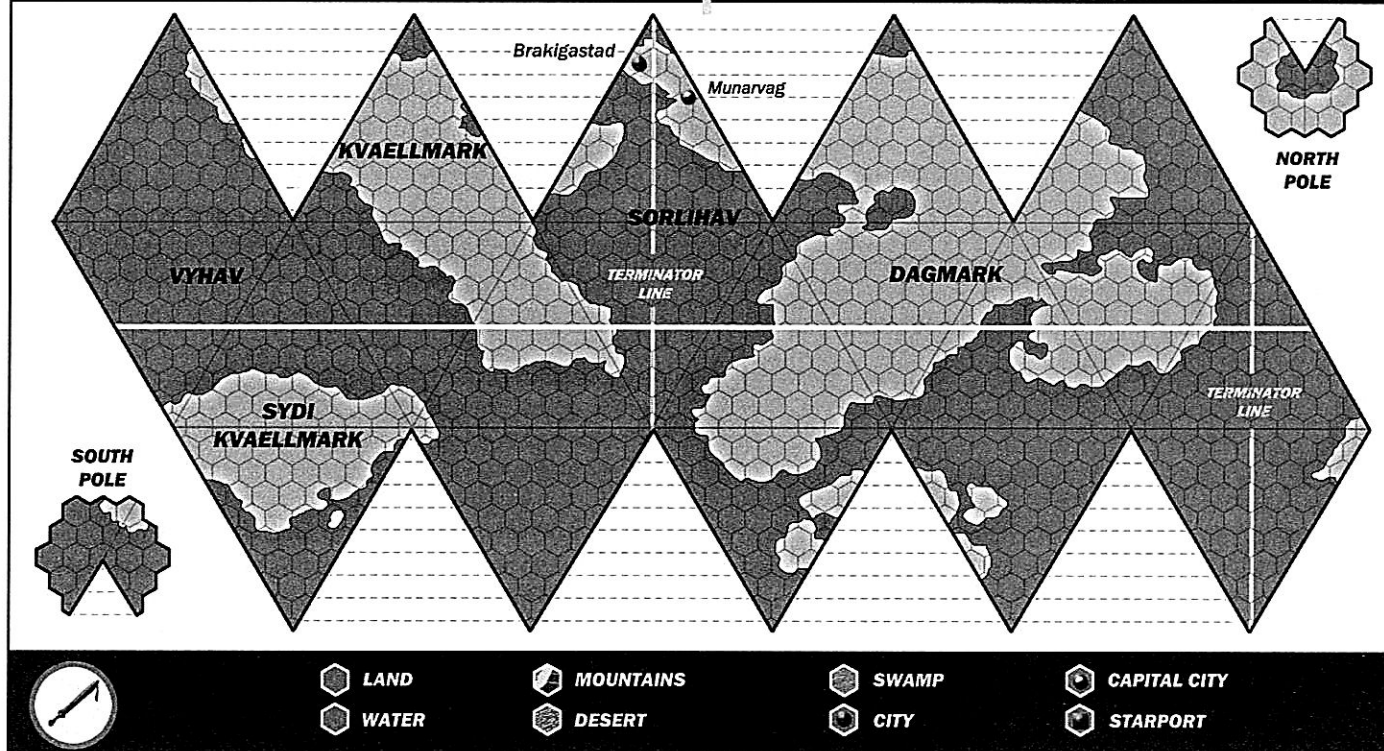 Brakigastad
Munarvag
KVAELLMARK
NORTH
POLE
SORLIHAV
VYHAV
TERMINATOR
LINE
DAGMARK
TERMINATOR
LINE
SYDI
KVAELLMARK
SOUTH
POLE
LAND
MOUNTAINS
SWAMP
CAPITAL CITY
WATER
DESERT
CITY
STARPORT